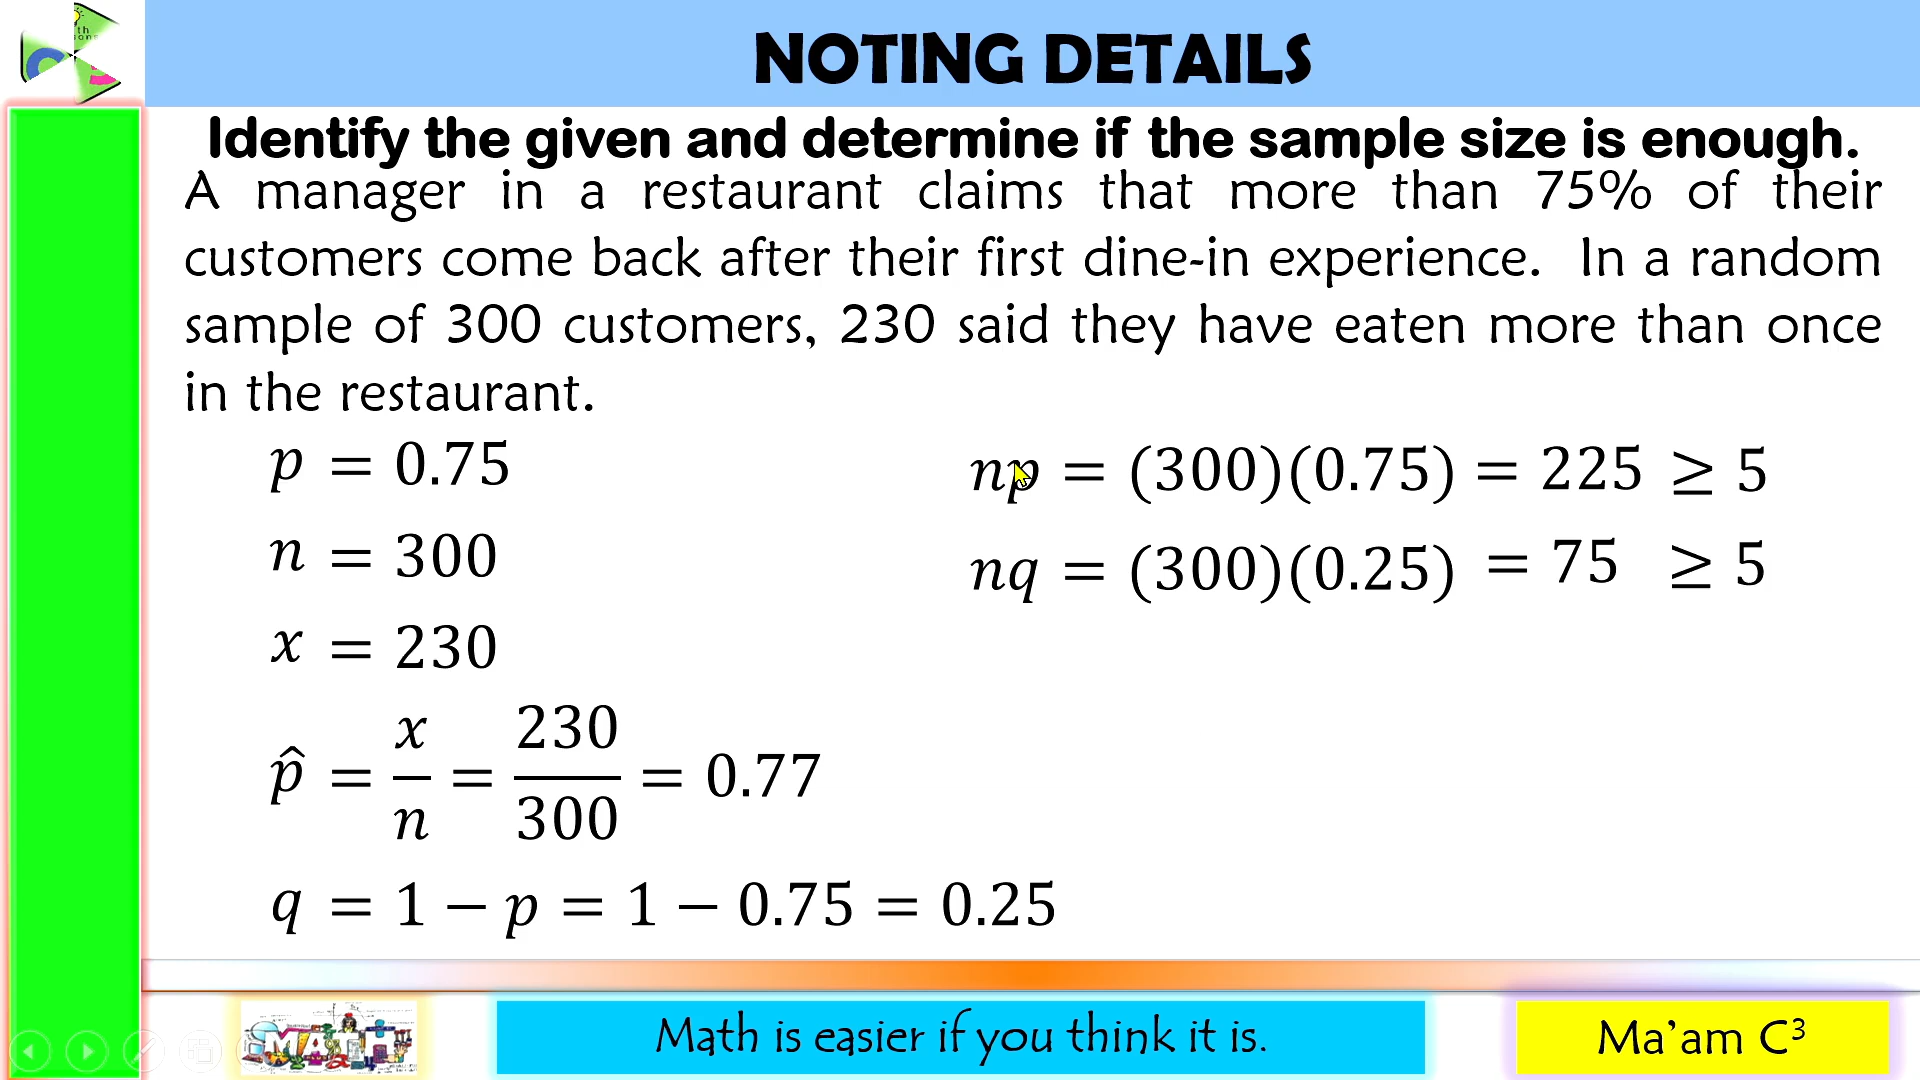 NOTING DETAILS
Identify the given and determine if the sample size is enough.
A manager in a restaurant claims that more than 75% of their
customers come back after their first dine-in experience. In a random
sample of 300 customers, 230 said they have eaten more than once
in the restaurant.
p = 0.75
n = 300
x = 230
p̂ = x/n = 230/300 = 0.77
q = 1 − p = 1 − 0.75 = 0.25
np = (300)(0.75) = 225 ≥ 5
nq = (300)(0.25) = 75 ≥ 5
MATH
Math is easier if you think it is.
Ma’am C³